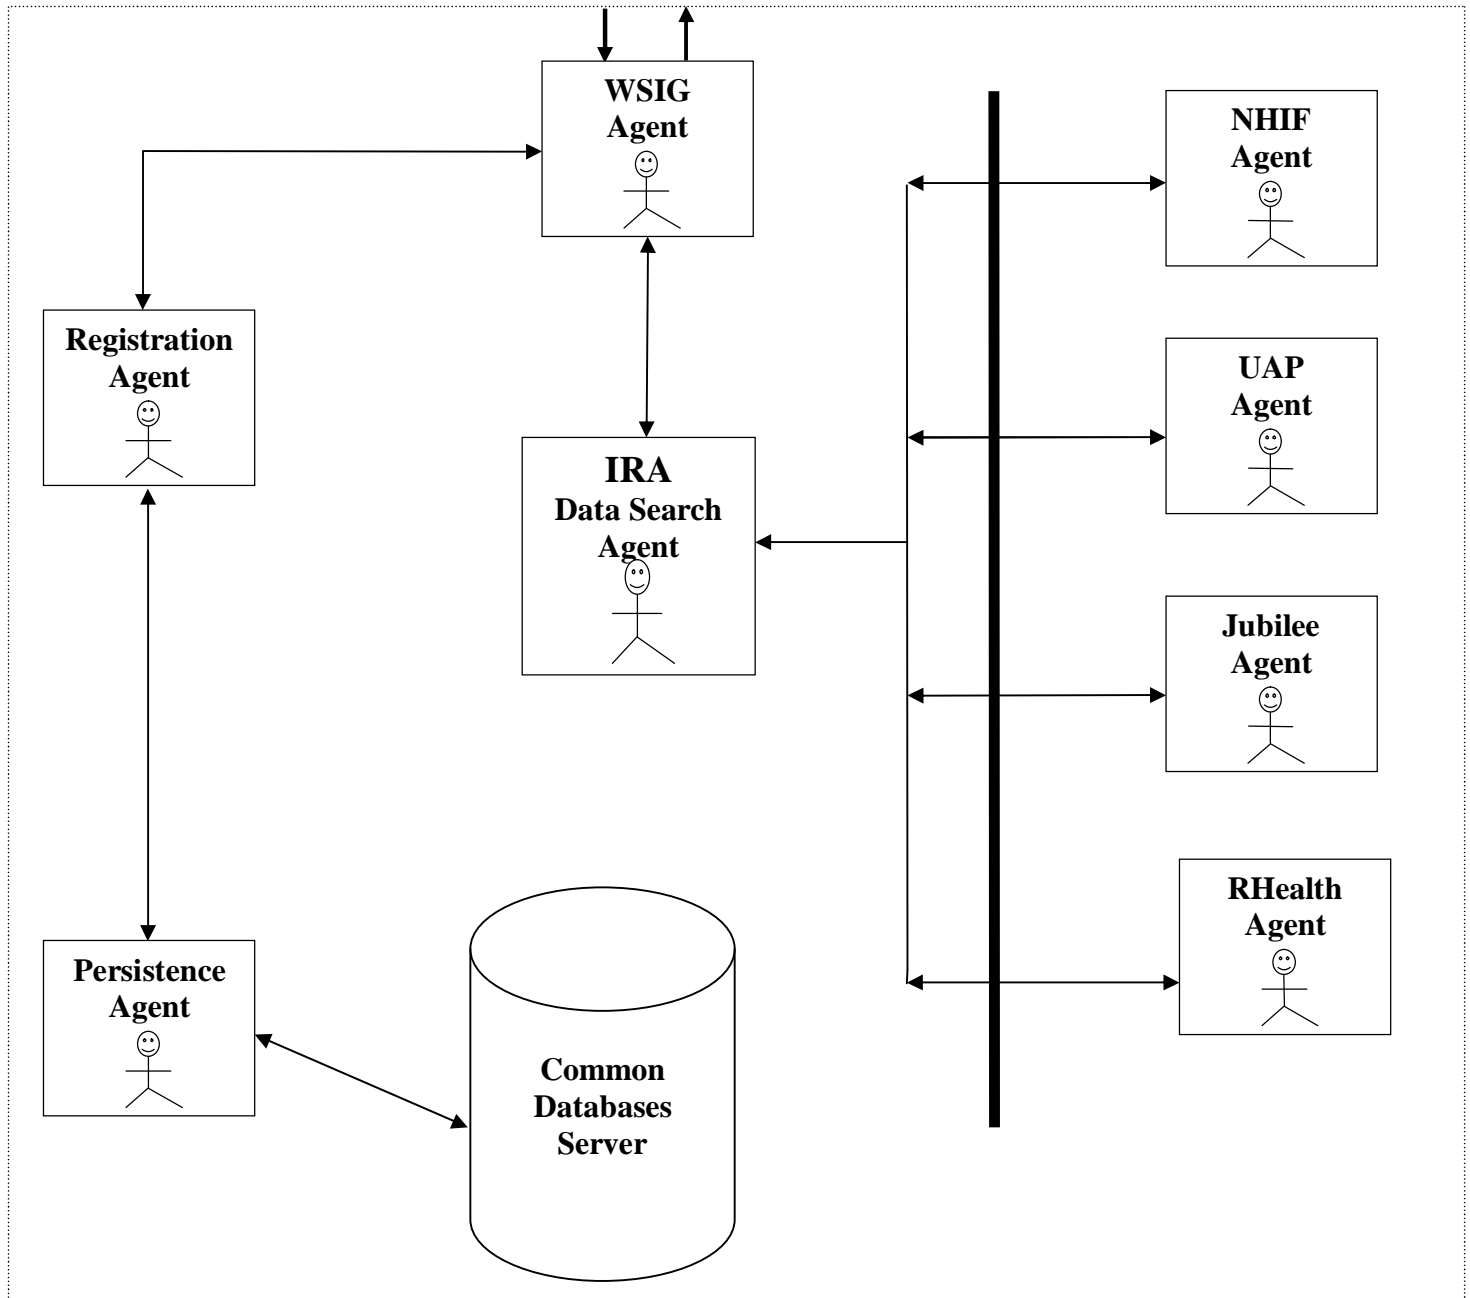 WSIG
Agent
NHIF
Agent
Registration
Agent
UAP
Agent
IRA
Data Search
Agent
Jubilee
Agent
RHealth
Agent
Persistence
Agent
Common
Databases
Server